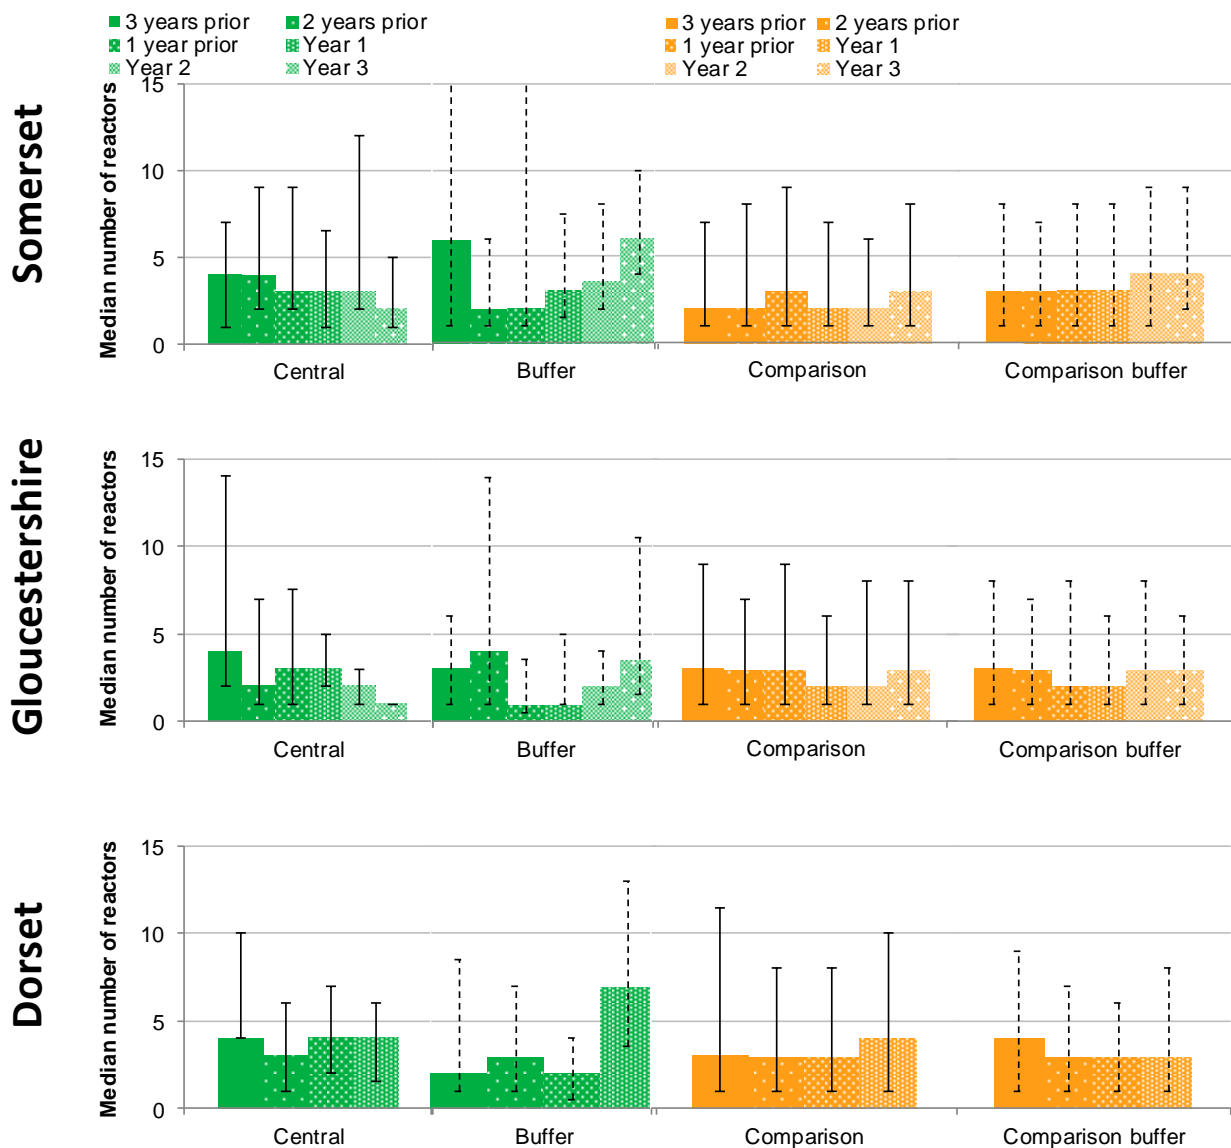 3 years prior 2 years prior 3 years prior 2 years prior
1 year prior Year 1 1 year prior Year 1
Year 2 Year 3 Year 2 Year 3
Somerset
Median number of reactors
15
10
5
0
Central Buffer Comparison Comparison buffer
Gloucestershire
Median number of reactors
15
10
5
0
Central Buffer Comparison Comparison buffer
Dorset
Median number of reactors
15
10
5
0
Central Buffer Comparison Comparison buffer